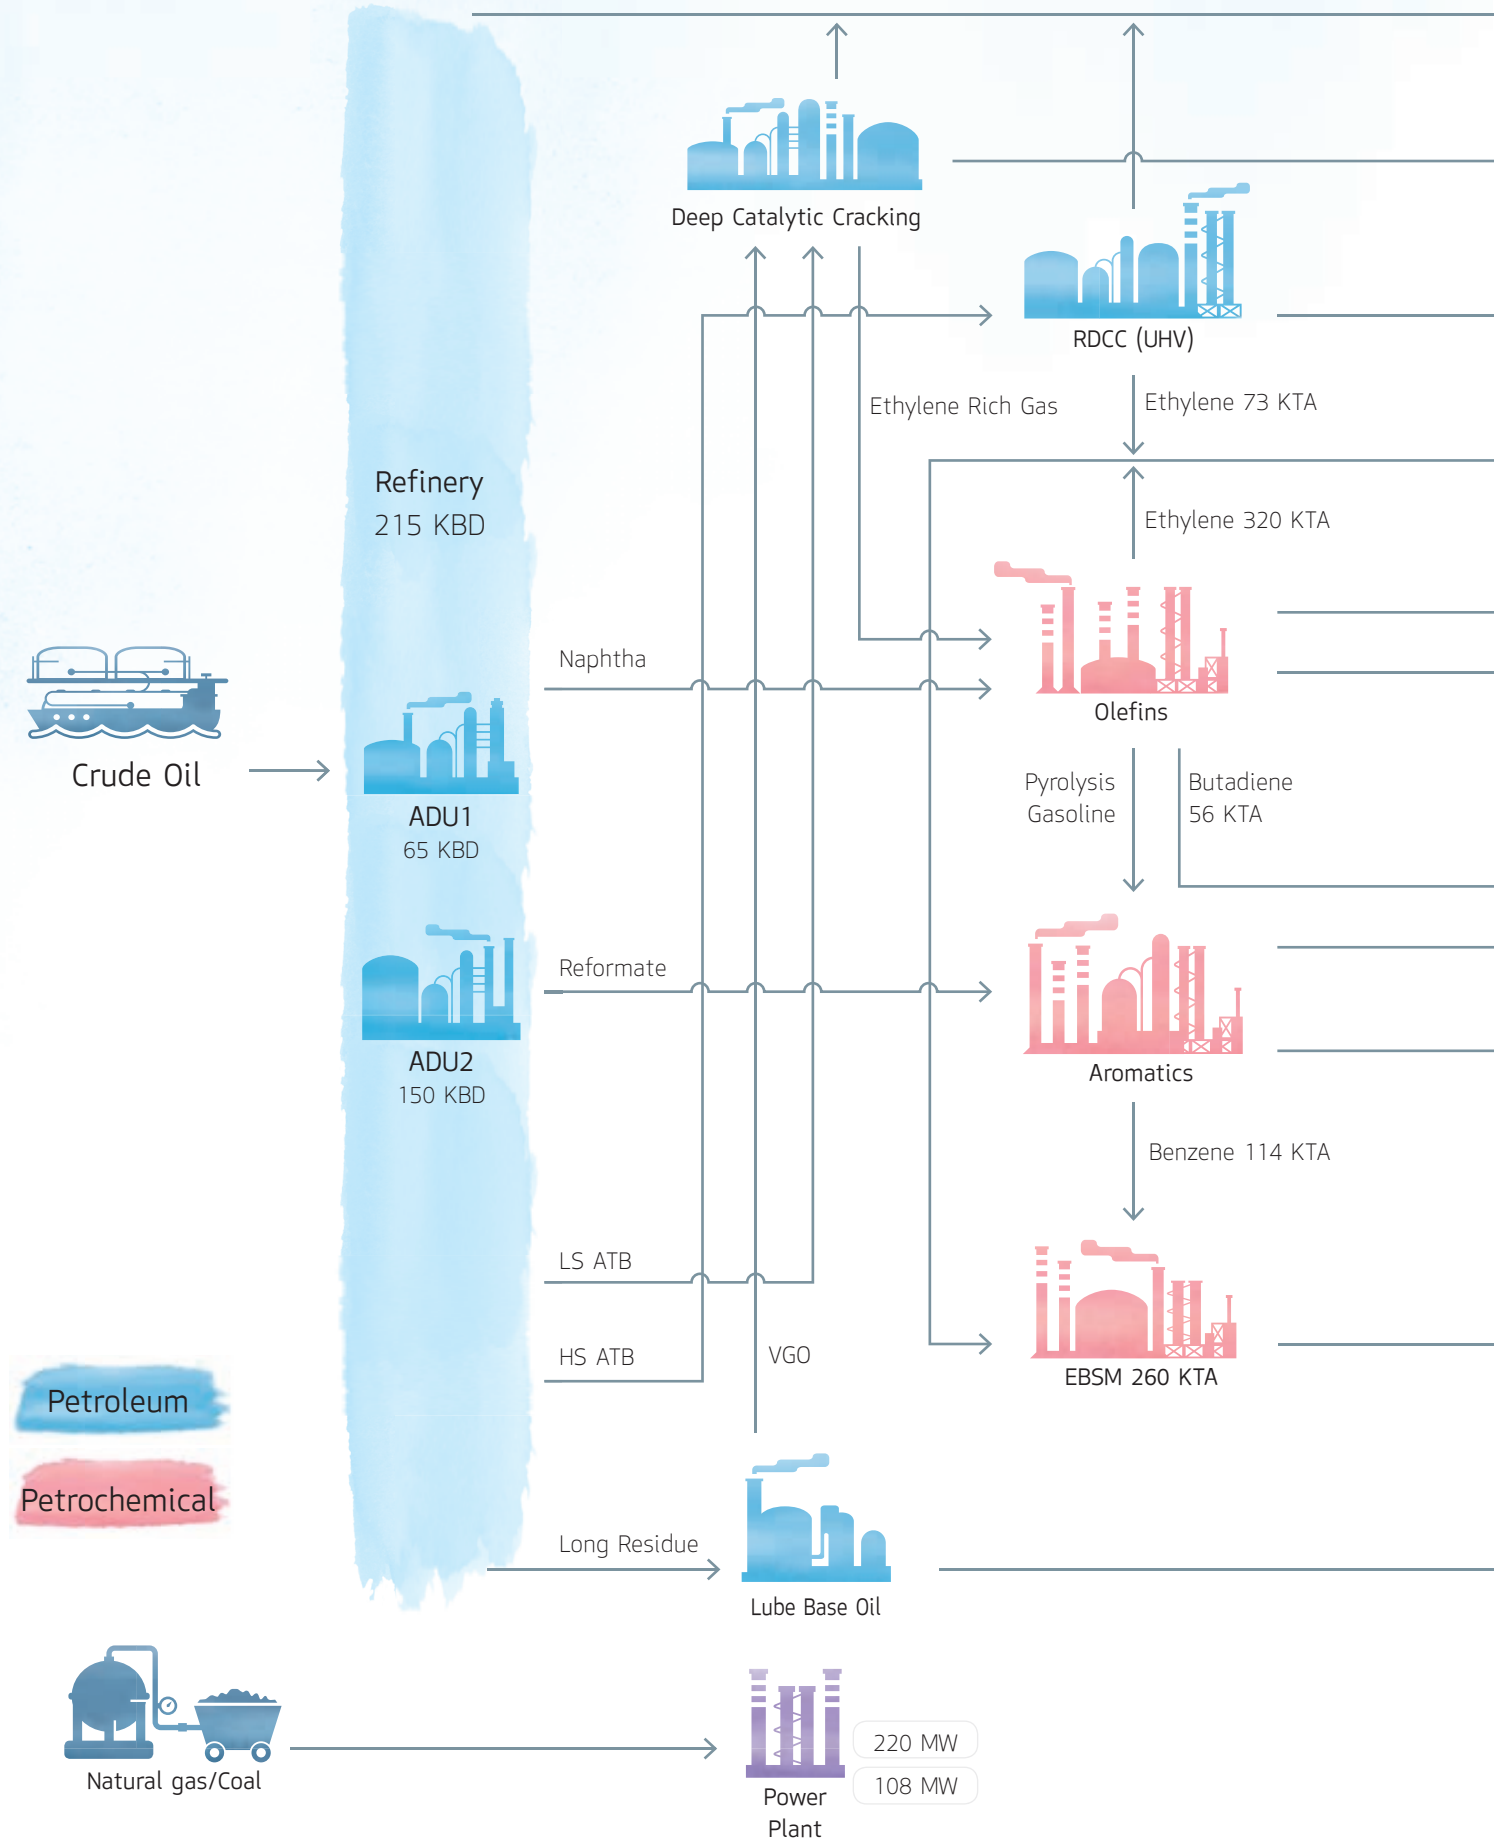 Deep Catalytic Cracking
RDCC (UHV)
Ethylene Rich Gas
Ethylene 73 KTA
Refinery
215 KBD
Ethylene 320 KTA
Naphtha
Olefins
Crude Oil
Pyrolysis
Gasoline
Butadiene
56 KTA
ADU1
65 KBD
Reformate
ADU2
150 KBD
Aromatics
Benzene 114 KTA
LS ATB
HS ATB
VGO
EBSM 260 KTA
Petroleum
Petrochemical
Long Residue
Lube Base Oil
Natural gas/Coal
220 MW
108 MW
Power
Plant